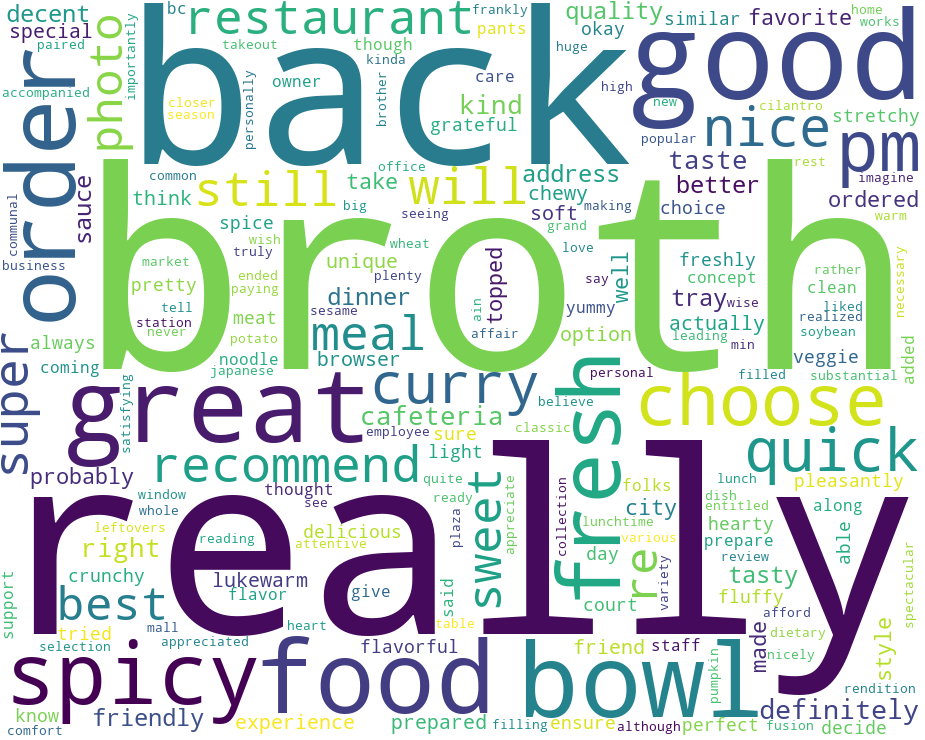 bc
frankly
decent
restaurant
quality
similar
favorite
home
works
special
pants
okay
paired
takeout
though
huge
kinda
back
good
importantly
photo
order
accompanied
closer
season
personally
owner
brother
care
high
kind
grateful
new
popular
cilantro
stretchy
nice
pm
common
office
address
taste
rest
imagine
think
still
take
will
chewy
better
ordered
sauce
communal
big
seeing
making
soft
choice
warm
spice
wish
grand
truly
wheat
love
freshly
business
market
ended
unique
plenty
topped
say
well
concept
rather
clean
necessary
pretty
paying
broth
tell
dinner
sesame
ain
yummy
tray
wise
liked
realized
station
meat
meal
affair
option
actually
soybean
never
potato
leading
min
super
always
noodle
browser
veggie
added
coming
japanese
personal
filled
substantial
satisfying
great
curry
fresh
choose
believe
cafeteria
employee
sure
classic
quick
recommend
light
probably
thought
quite
folks
city
lunch
pleasantly
window
see
ready
sweet
collection
dish
entitled
along
whole
leftovers
plaza
appreciate
lunchtime
various
hearty
delicious
right
reading
attentive
prepare
able
review
day
re
variety
crunchy
lukewarm
said
tasty
spectacular
flavor
give
really
court
fluffy
support
best
table
afford
mall
heart
tried
made
dietary
selection
appreciated
flavorful
friend
staff
nicely
style
spicy
food
bowl
pumpkin
rendition
know
friendly
experience
prepared
filling
ensure
although
perfect
definitely
fusion
decide
comfort